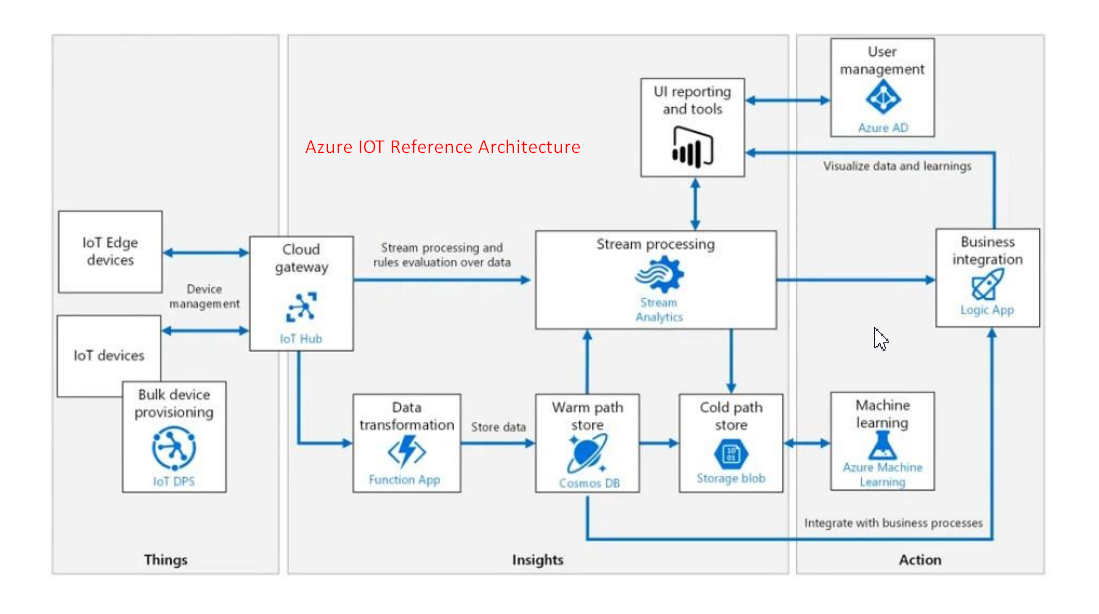 Azure IOT Reference Architecture
IoT Edge
devices
Device
management
IoT devices
Bulk device
provisioning
IoT DPS
Things
Cloud
gateway
IoT Hub
Stream processing and
rules evaluation over data
Data
transformation
Function App
Store data
UI reporting
and tools
Stream processing
Stream
Analytics
Warm path
store
Cosmos DB
Cold path
store
10
01
Storage blob
Insights
User
management
Azure AD
Visualize data and learnings
Business
integration
Logic App
Machine
learning
Azure Machine
Learning
Integrate with business processes
Action